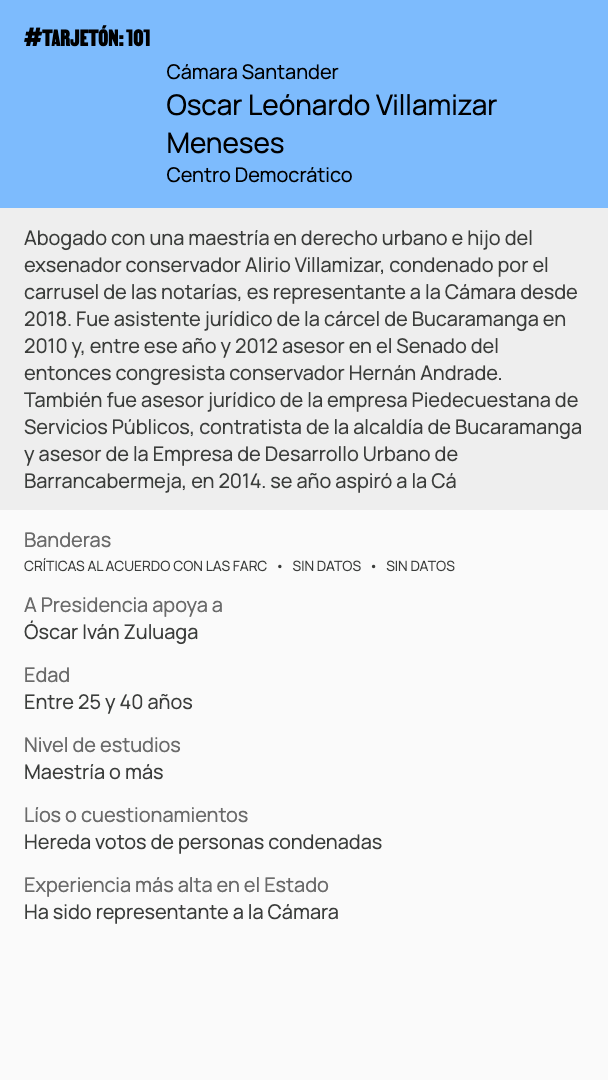 #TARJETÓN: 101
Cámara Santander
Oscar Leónardo Villamizar
Meneses
Centro Democrático
Abogado con una maestría en derecho urbano e hijo del
exsenador conservador Alirio Villamizar, condenado por el
carrusel de las notarías, es representante a la Cámara desde
2018. Fue asistente jurídico de la cárcel de Bucaramanga en
2010 y, entre ese año y 2012 asesor en el Senado del
entonces congresista conservador Hernán Andrade.
También fue asesor jurídico de la empresa Piedecuestana de
Servicios Públicos, contratista de la alcaldía de Bucaramanga
y asesor de la Empresa de Desarrollo Urbano de
Barrancabermeja, en 2014. se año aspiró a la Cá
Banderas
CRÍTICAS AL ACUERDO CON LAS FARC • SIN DATOS • SIN DATOS
A Presidencia apoya a
Óscar Iván Zuluaga
Edad
Entre 25 y 40 años
Nivel de estudios
Maestría o más
Líos o cuestionamientos
Hereda votos de personas condenadas
Experiencia más alta en el Estado
Ha sido representante a la Cámara